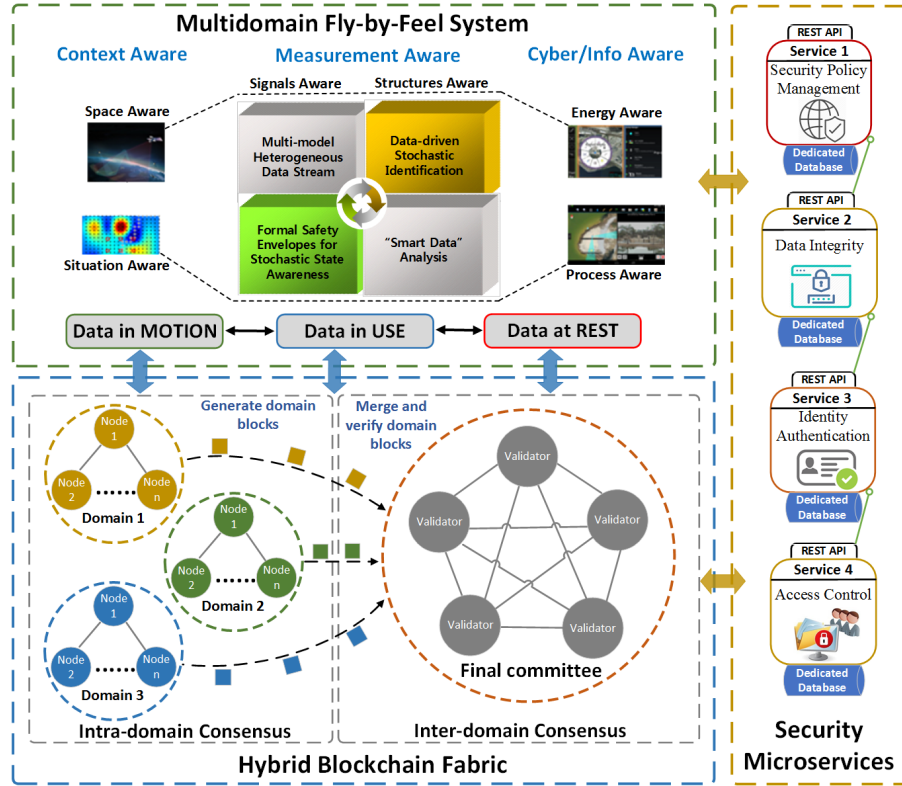 Multidomain Fly-by-Feel System
Context Aware
Measurement Aware
Cyber/Info Aware
Signals Aware
Structures Aware
Space Aware
Situation Aware
Multi-model
Heterogeneous
Data Stream
Data-driven
Stochastic
Identification
Formal Safety
Envelopes for
Stochastic State
Awareness
“Smart Data”
Analysis
Energy Aware
Process Aware
Data in MOTION
Data in USE
Data at REST
Generate domain
blocks
Merge and
verify domain
blocks
Node
1
Node
2
......
Node
n
Domain 1
Node
1
Node
2
......
Node
n
Domain 2
Node
1
Node
2
......
Node
n
Domain 3
Validator
Validator
Validator
Validator
Validator
Final committee
Intra-domain Consensus
Inter-domain Consensus
Hybrid Blockchain Fabric
REST API
Service 1
Security Policy
Management
Dedicated
Database
REST API
Service 2
Data Integrity
Dedicated
Database
REST API
Service 3
Identity
Authentication
Dedicated
Database
REST API
Service 4
Access Control
Dedicated
Database
Security
Microservices